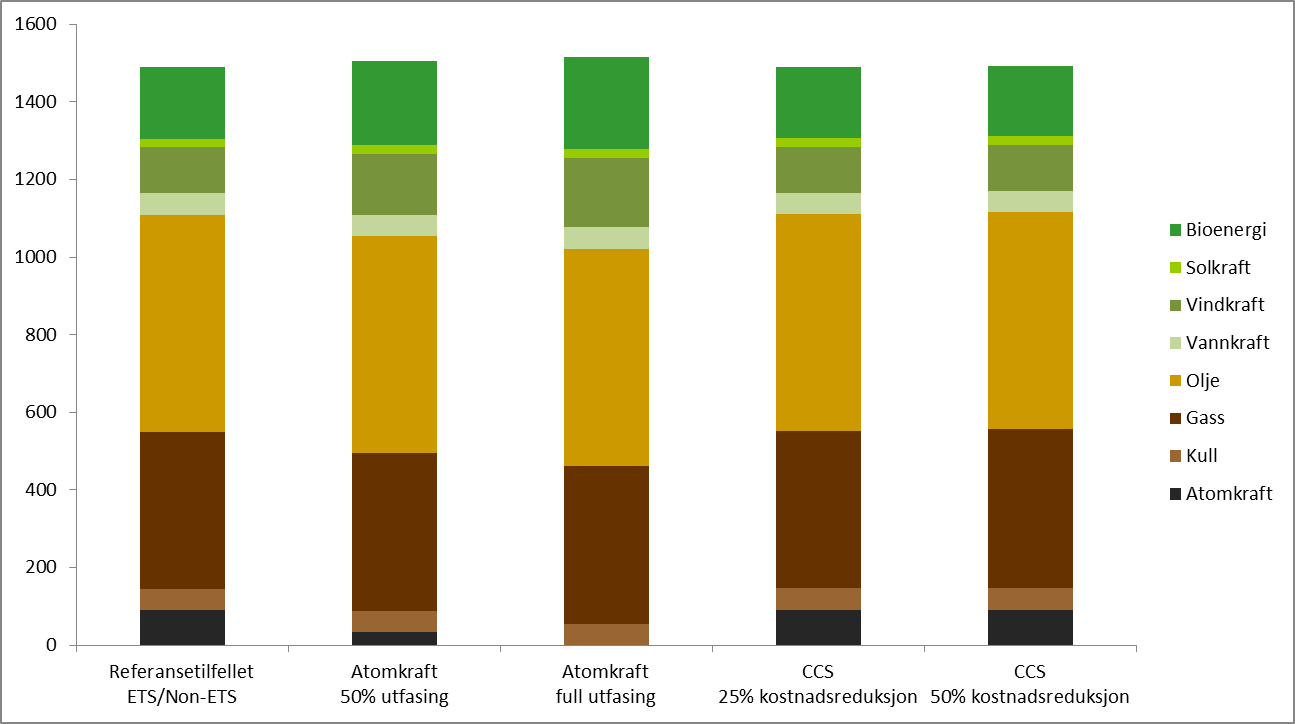 1600
1400
1200
1000
800
600
400
200
0
Referansetilfellet
ETS/Non-ETS
Atomkraft
50% utfasing
Atomkraft
full utfasing
CCS
25% kostnadsreduksjon
CCS
50% kostnadsreduksjon
Bioenergi
Solkraft
Vindkraft
Vannkraft
Olje
Gass
Kull
Atomkraft